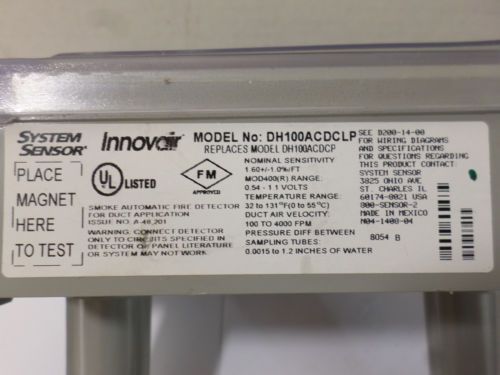 SYSTEM SENSOR
Innovair
PLACE
MAGNET
HERE
TO TEST
UL LISTED
SMOKE AUTOMATIC FIRE DETECTOR
FOR DUCT APPLICATION
ISSUE NO. A-48,201
WARNING: CONNECT DETECTOR
ONLY TO CIRCUITS SPECIFIED IN
DETECTOR OR PANEL LITERATURE
OR SYSTEM MAY NOT WORK
MODEL No: DH100ACDCLP
REPLACES MODEL DH100ACDCP
FM
APPROVED
NOMINAL SENSITIVITY
1.60+/-1.0%/FT
MOD400(R) RANGE:
0.54 - 1.1 VOLTS
TEMPERATURE RANGE:
32 to 131°F(0 to 55°C)
DUCT AIR VELOCITY:
100 TO 4000 FPM
PRESSURE DIFF BETWEEN
SAMPLING TUBES:
0.0015 to 1.2 INCHES OF WATER
SEE D200-14-00
FOR WIRING DIAGRAMS
AND SPECIFICATIONS
FOR QUESTIONS REGARDING
THIS PRODUCT CONTACT:
SYSTEM SENSOR
3825 OHIO AVE
ST. CHARLES IL
60174-0021 USA
800-SENSOR-2
MADE IN MEXICO
N04-1400-04
8054 B